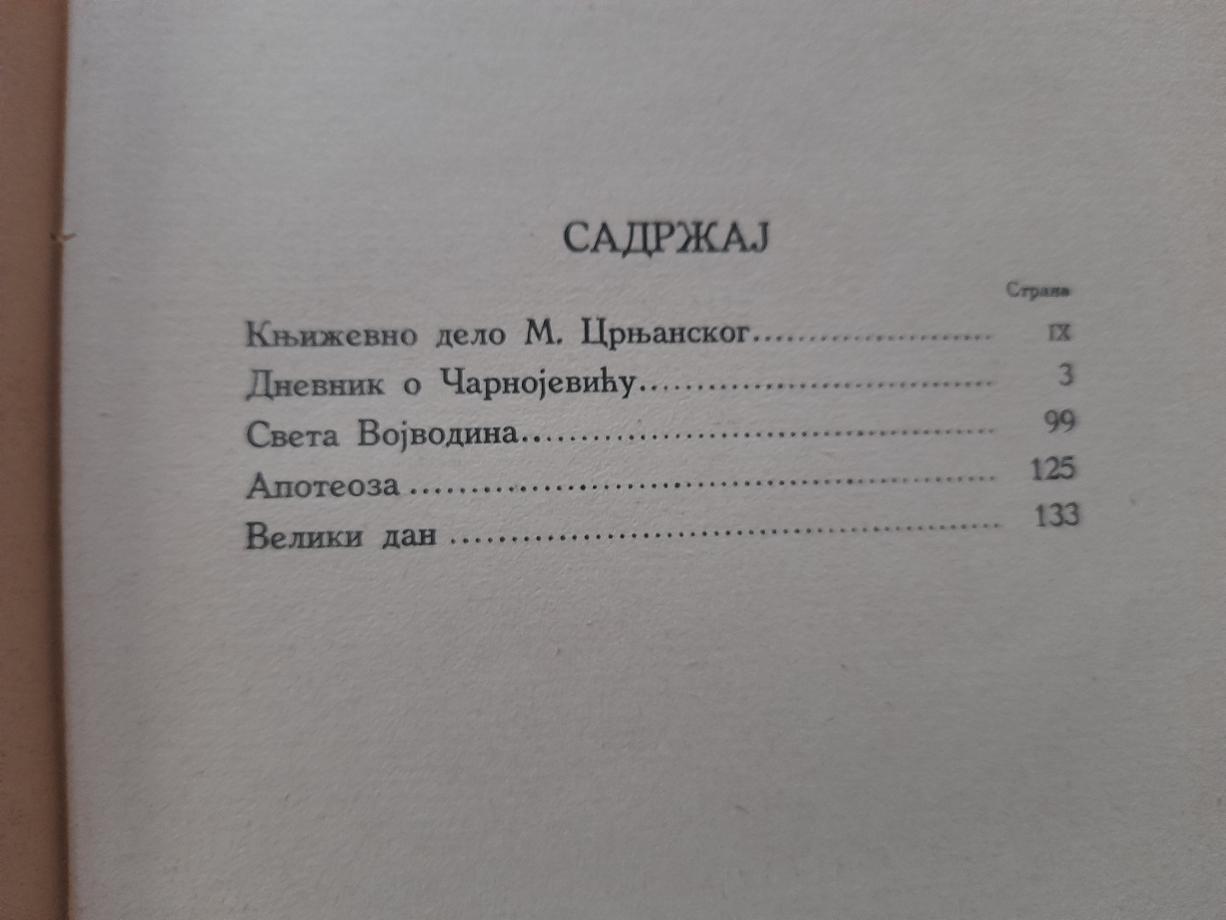 САДРЖАЈ
Страна
Књижевно дело М. Црњанског........................ IX
Дневник о Чарнојевићу.................................... 3
Света Војводина................................................ 99
Апотеоза ............................................................ 125
Велики дан ........................................................ 133